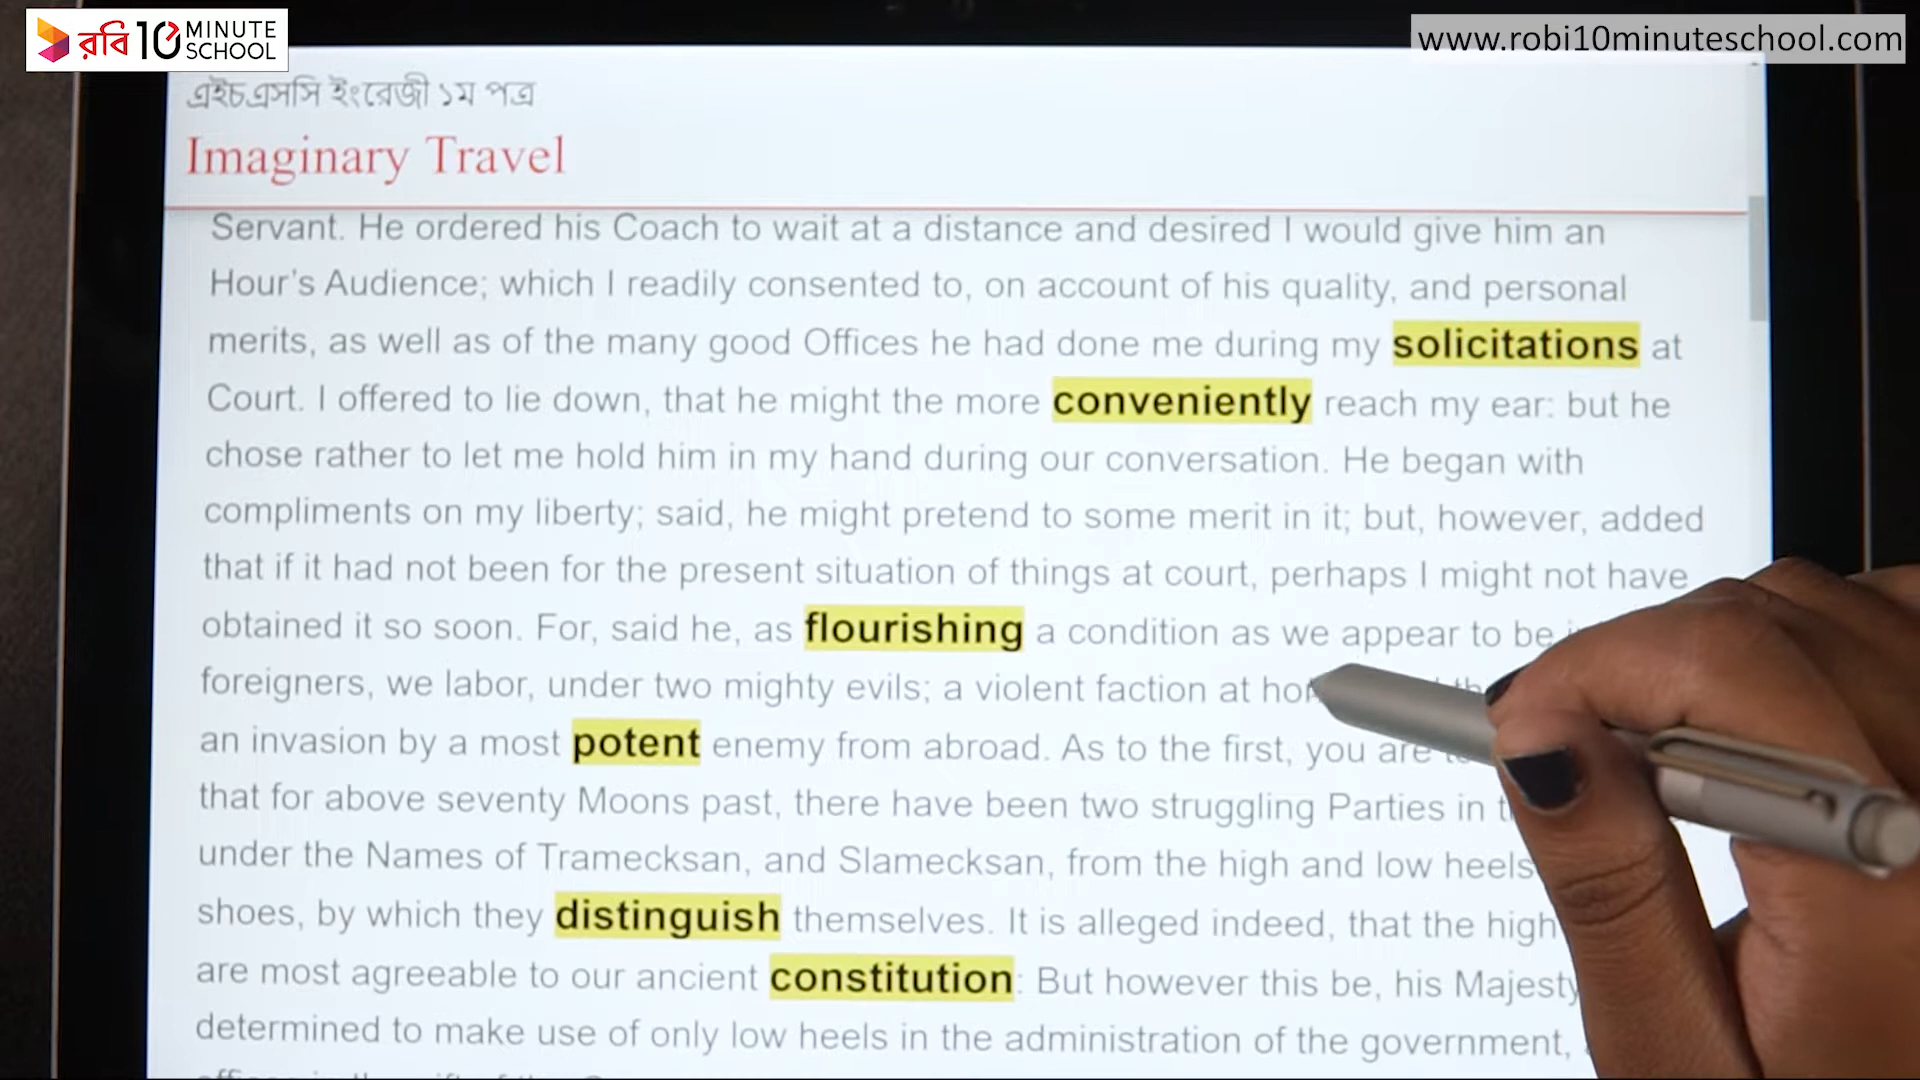 রবি 10 MINUTE SCHOOL
www.robi10minuteschool.com
এইচএসসি ইংরেজী ১ম পত্র
Imaginary Travel
Servant. He ordered his Coach to wait at a distance and desired I would give him an
Hour's Audience; which I readily consented to, on account of his quality, and personal
merits, as well as of the many good Offices he had done me during my solicitations at
Court. I offered to lie down, that he might the more conveniently reach my ear: but he
chose rather to let me hold him in my hand during our conversation. He began with
compliments on my liberty; said, he might pretend to some merit in it; but, however, added
that if it had not been for the present situation of things at court, perhaps I might not have
obtained it so soon. For, said he, as flourishing a condition as we appear to be
foreigners, we labor, under two mighty evils; a violent faction at
an invasion by a most potent enemy from abroad. As to the first, you are
that for above seventy Moons past, there have been two struggling Parties in
under the Names of Tramecksan, and Slamecksan, from the high and low heels
shoes, by which they distinguish themselves. It is alleged indeed, that the high
are most agreeable to our ancient constitution: But however this be, his Majesty
determined to make use of only low heels in the administration of the government,